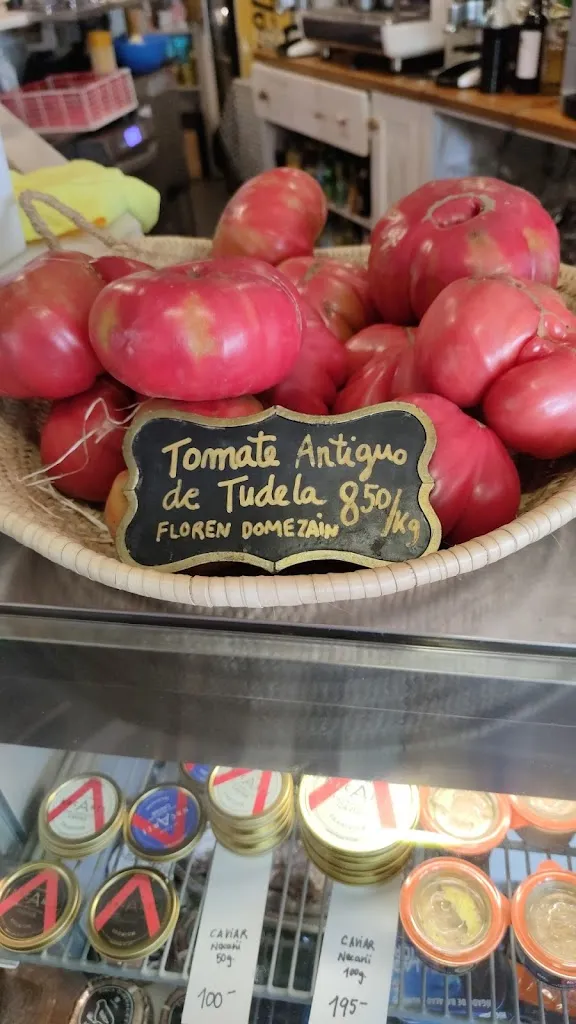 Tomate Antiguo
de Tudela 8,50/Kg
FLOREN DOMEZAIN
CAVIAR
Nacarii
50g
100-
CAVIAR
Nacarii
100g
195-